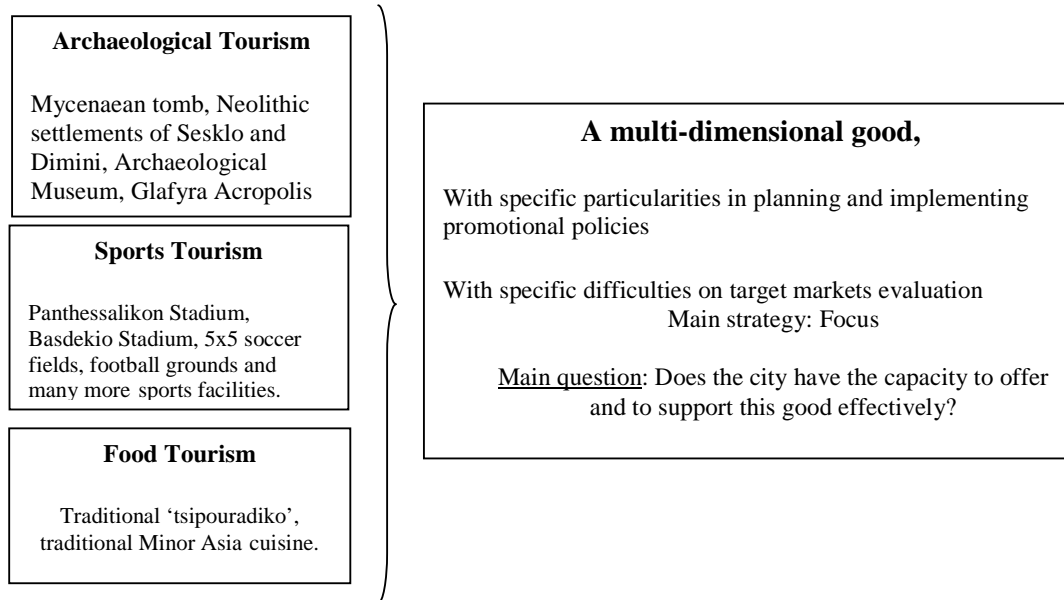 Archaeological Tourism
Mycenaean tomb, Neolithic
settlements of Sesklo and
Dimini, Archaeological
Museum, Glafyra Acropolis
Sports Tourism
Panthessalikon Stadium,
Basdekio Stadium, 5x5 soccer
fields, football grounds and
many more sports facilities.
Food Tourism
Traditional ‘tsipouradiko’,
traditional Minor Asia cuisine.
A multi-dimensional good,
With specific particularities in planning and implementing
promotional policies
With specific difficulties on target markets evaluation
Main strategy: Focus
Main question: Does the city have the capacity to offer
and to support this good effectively?